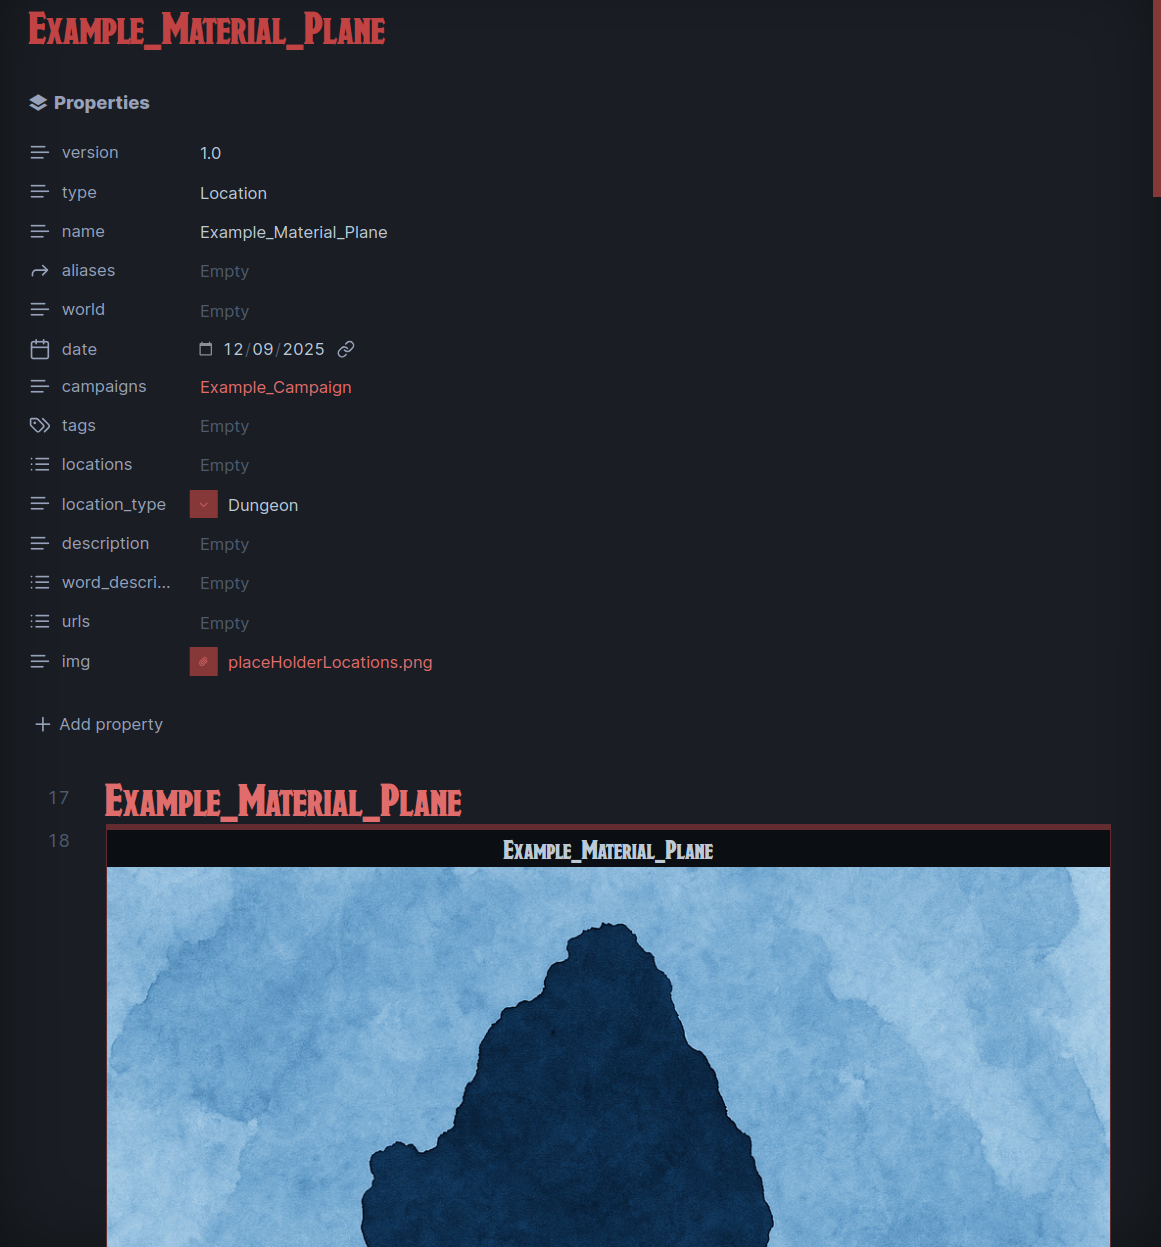 Example_Material_Plane
Properties
version 1.0
type Location
name Example_Material_Plane
aliases Empty
world Empty
date 12/09/2025
campaigns Example_Campaign
tags Empty
locations Empty
location_type Dungeon
description Empty
word_descri... Empty
urls Empty
img placeHolderLocations.png
Add property
17 Example_Material_Plane
18
Example_Material_Plane